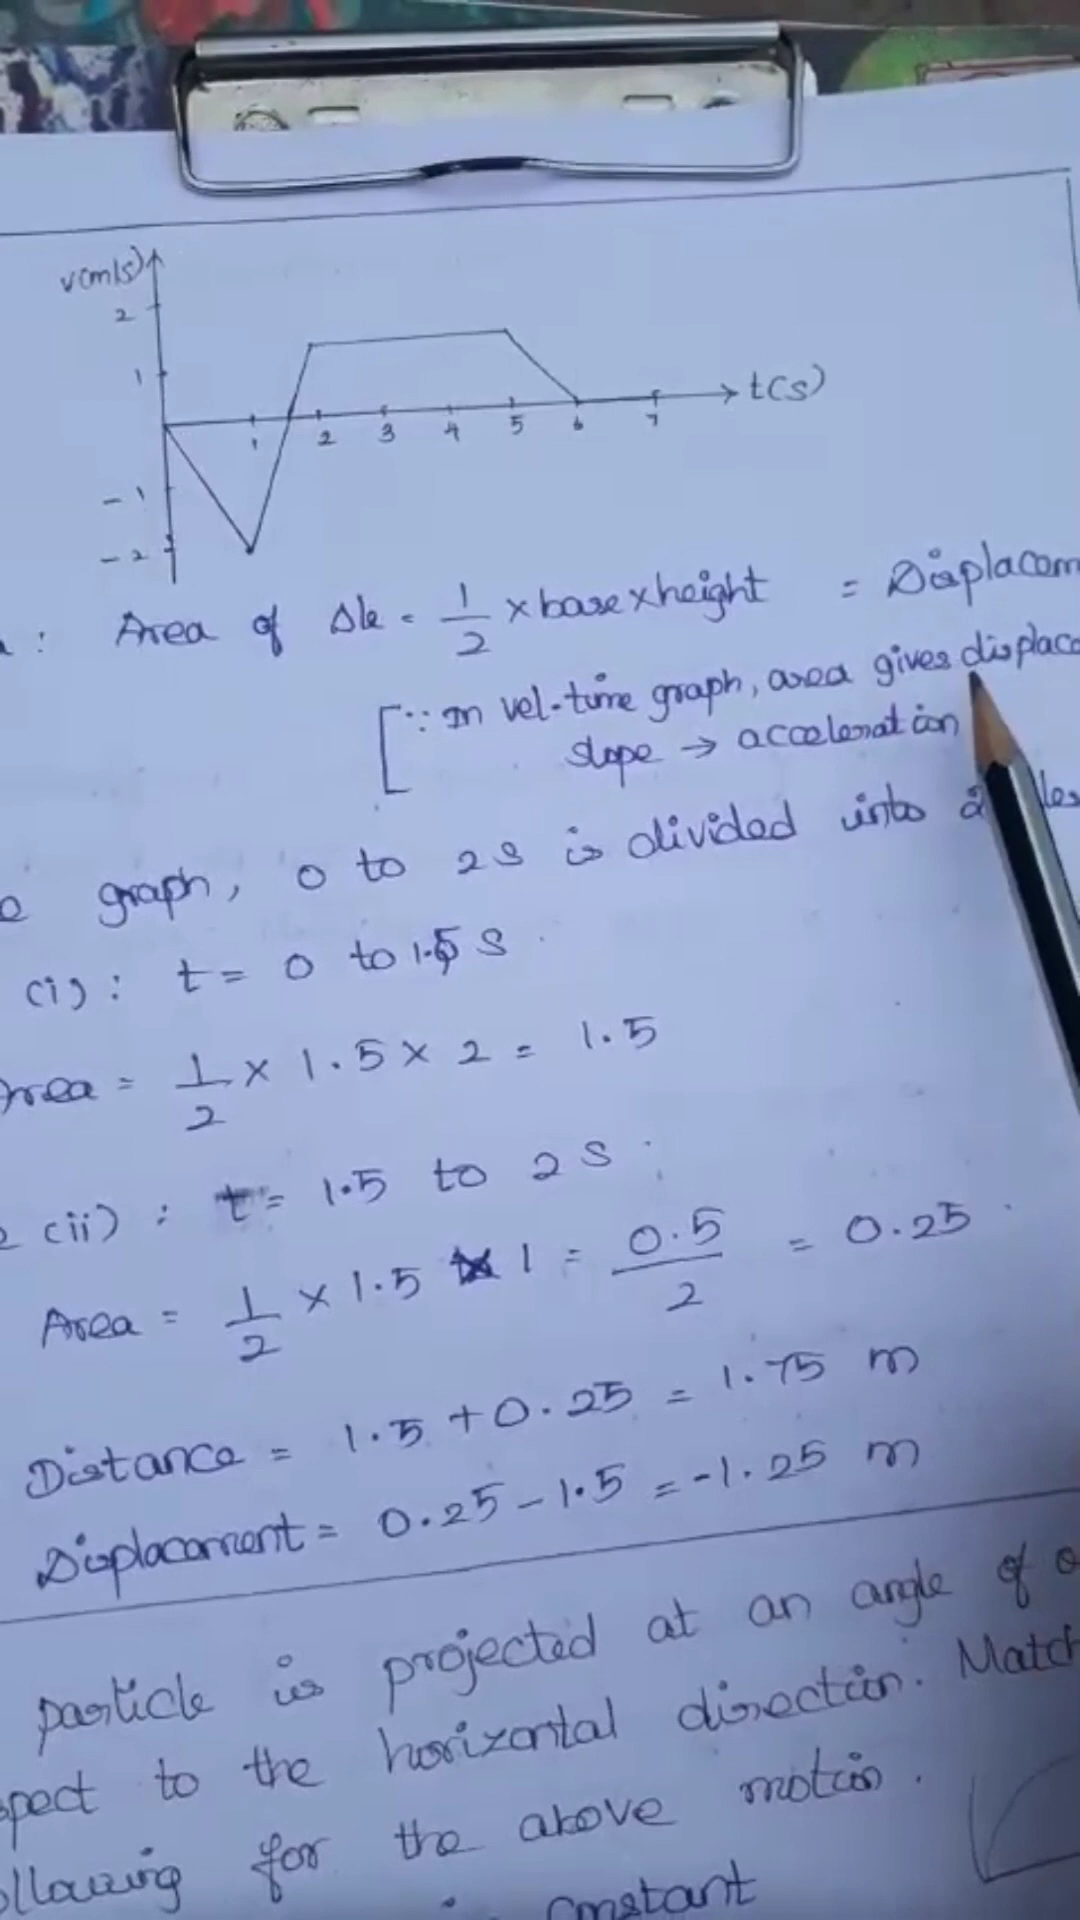 v(m/s)
2
1
t(s)
1 2 3 4 5 6 7
-1
-2
: Area of Δle = 1/2 × base × height = Displacem
[∵ In vel-time graph, area gives displac
slope → acceleration
graph, 0 to 2s is divided into 2 les
(i): t = 0 to 1.5 s
Area = 1/2 × 1.5 × 2 = 1.5
(ii) : t = 1.5 to 2 s
Area = 1/2 × 1.5 × 1 = 0.5/2 = 0.25
Distance = 1.5 + 0.25 = 1.75 m
Displacement = 0.25 - 1.5 = -1.25 m
particle is projected at an angle of
spect to the horizontal direction. Match
ollowing for the above motion.
constant